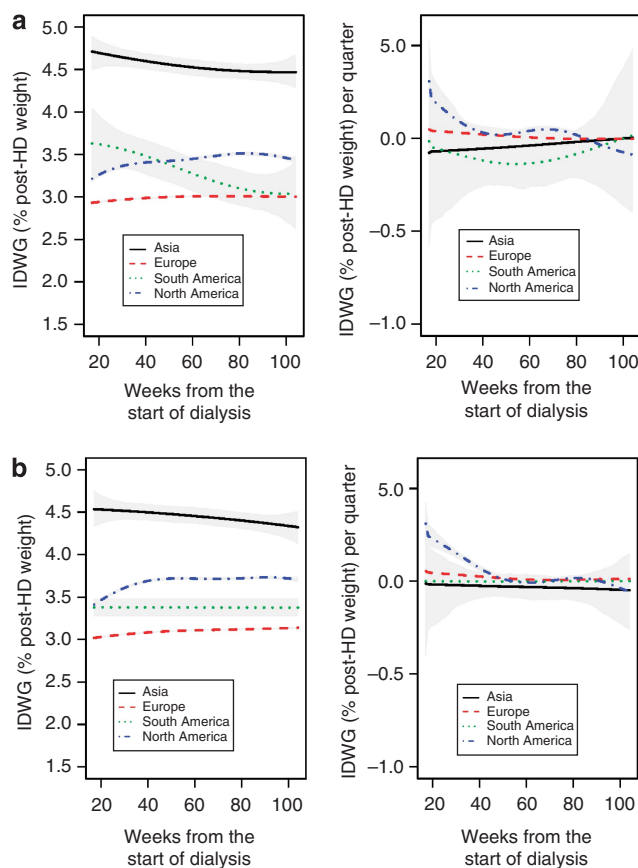 a
IDWG (% post-HD weight)
5.0
4.5
4.0
3.5
3.0
2.5
2.0
1.5
Asia
Europe
South America
North America
20 40 60 80 100
Weeks from the
start of dialysis
IDWG (% post-HD weight) per quarter
5.0
0.0
–0.5
–1.0
Asia
Europe
South America
North America
20 40 60 80 100
Weeks from the
start of dialysis
b
IDWG (% post-HD weight)
5.0
4.5
4.0
3.5
3.0
2.5
2.0
1.5
Asia
Europe
South America
North America
20 40 60 80 100
Weeks from the
start of dialysis
IDWG (% post-HD weight) per quarter
5.0
0.0
–0.5
–1.0
Asia
Europe
South America
North America
20 40 60 80 100
Weeks from the
start of dialysis